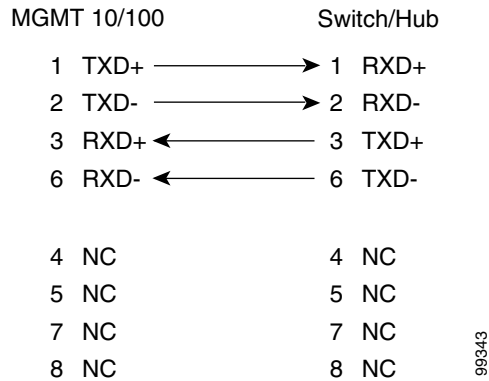 MGMT 10/100 Switch/Hub
1 TXD+ 1 RXD+
2 TXD- 2 RXD-
3 RXD+ 3 TXD+
6 RXD- 6 TXD-
4 NC 4 NC
5 NC 5 NC
7 NC 7 NC
8 NC 8 NC
99343